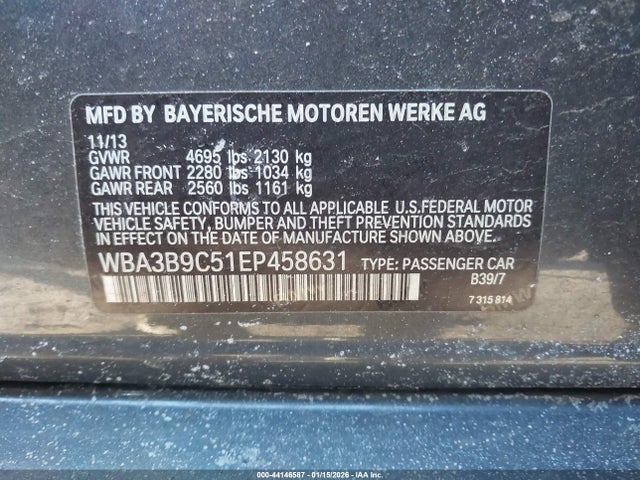 MFD BY BAYERISCHE MOTOREN WERKE AG
11/13
GVWR 4695 lbs 2130 kg
GAWR FRONT 2280 lbs 1034 kg
GAWR REAR 2560 lbs 1161 kg
THIS VEHICLE CONFORMS TO ALL APPLICABLE U.S.FEDERAL MOTOR
VEHICLE SAFETY, BUMPER AND THEFT PREVENTION STANDARDS
IN EFFECT ON THE DATE OF MANUFACTURE SHOWN ABOVE.
WBA3B9C51EP458631 TYPE: PASSENGER CAR
B39/7
7 315 814
000-44146587 - 01/15/2026 - IAA Inc.